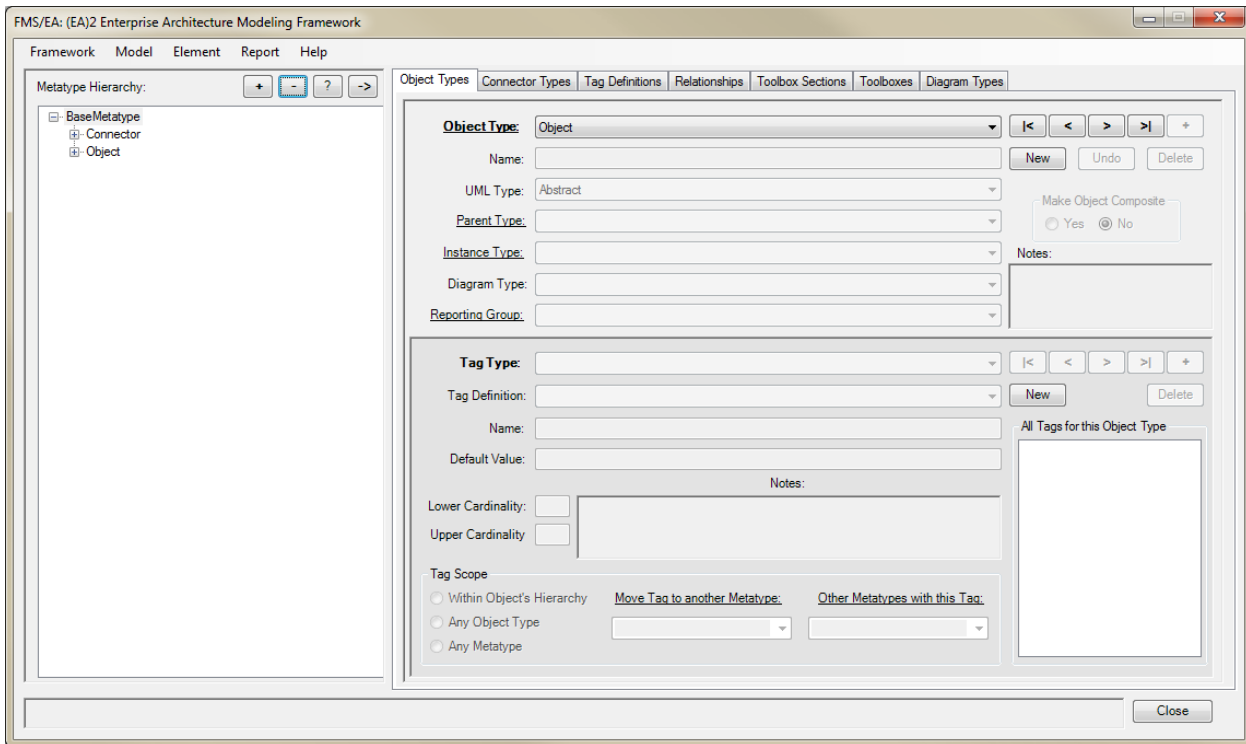 FMS/EA: (EA)2 Enterprise Architecture Modeling Framework
Framework Model Element Report Help
Metatype Hierarchy: + - ? ->
BaseMetatype
Connector
Object
Object Types Connector Types Tag Definitions Relationships Toolbox Sections Toolboxes Diagram Types
Object Type: Object |< < > >| +
Name: New Undo Delete
UML Type: Abstract
Make Object Composite
Yes No
Parent Type:
Instance Type: Notes:
Diagram Type:
Reporting Group:
Tag Type: |< < > >| +
Tag Definition: New Delete
Name: All Tags for this Object Type
Default Value:
Notes:
Lower Cardinality:
Upper Cardinality
Tag Scope
Within Object's Hierarchy Move Tag to another Metatype: Other Metatypes with this Tag:
Any Object Type
Any Metatype
Close